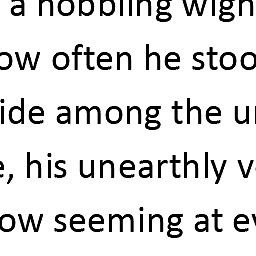 a hobbling wigh
ow often he stoo
ide among the u
e, his unearthly v
ow seeming at ev